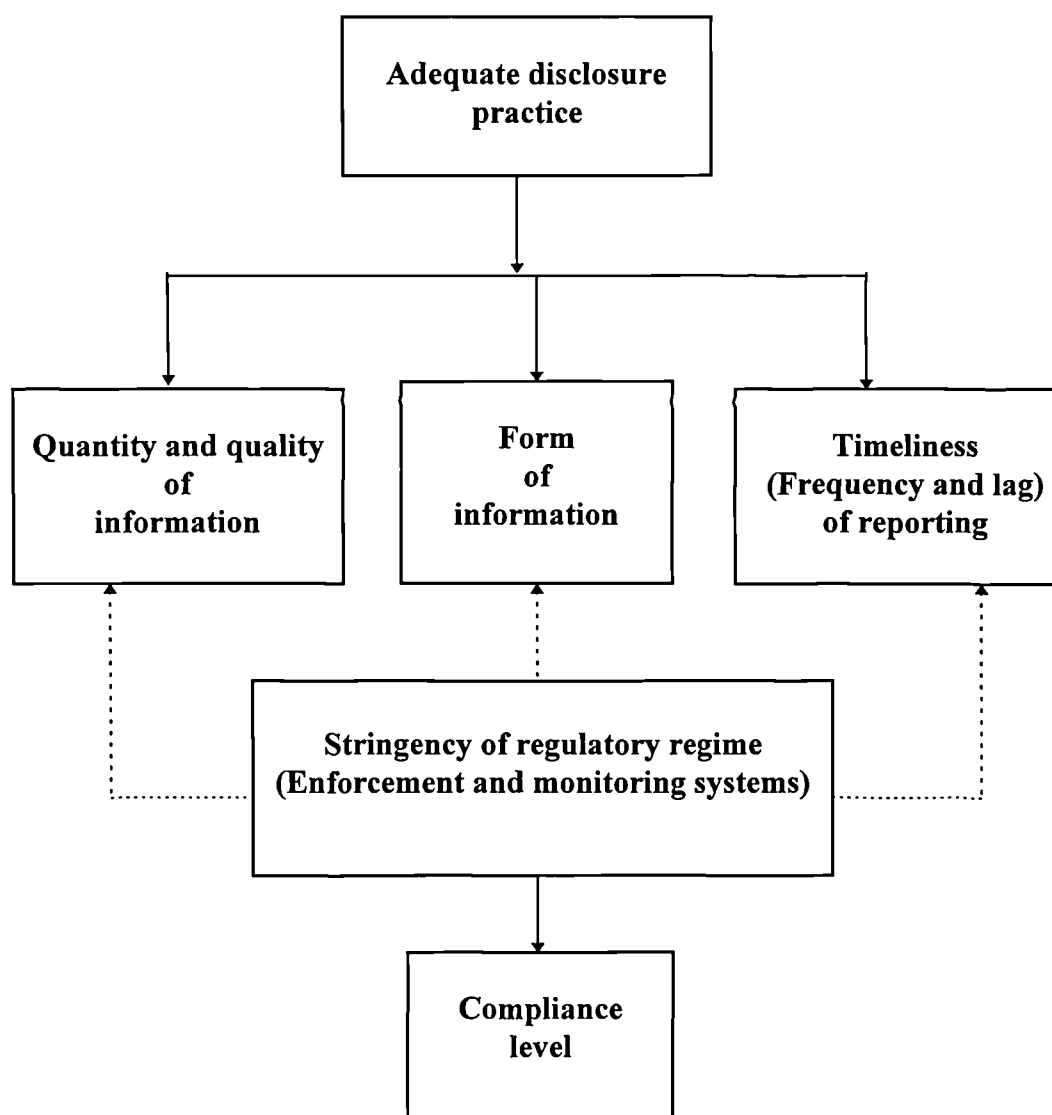 Adequate disclosure
practice
Quantity and quality
of
information
Form
of
information
Timeliness
(Frequency and lag)
of reporting
Stringency of regulatory regime
(Enforcement and monitoring systems)
Compliance
level